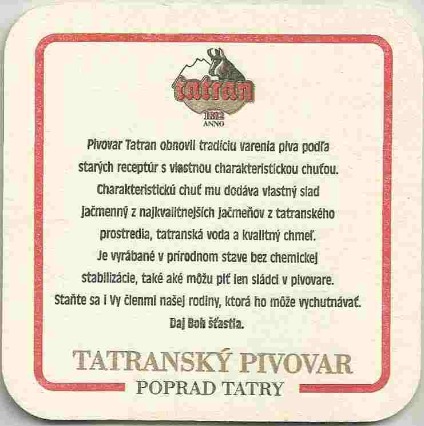 tatran
1812
ANNO
Pivovar Tatran obnovil tradíciu varenia piva podľa
starých receptúr s vlastnou charakteristickou chuťou.
Charakteristickú chuť mu dodáva vlastný slad
jačmenný z najkvalitnejších jačmeňov z tatranského
prostredia, tatranská voda a kvalitný chmeľ.
Je vyrábané v prírodnom stave bez chemickej
stabilizácie, také aké môžu piť len sládci v pivovare.
Staňte sa i Vy členmi našej rodiny, ktorá ho môže vychutnávať.
Daj Boh šťastia.
TATRANSKÝ PIVOVAR
POPRAD TATRY